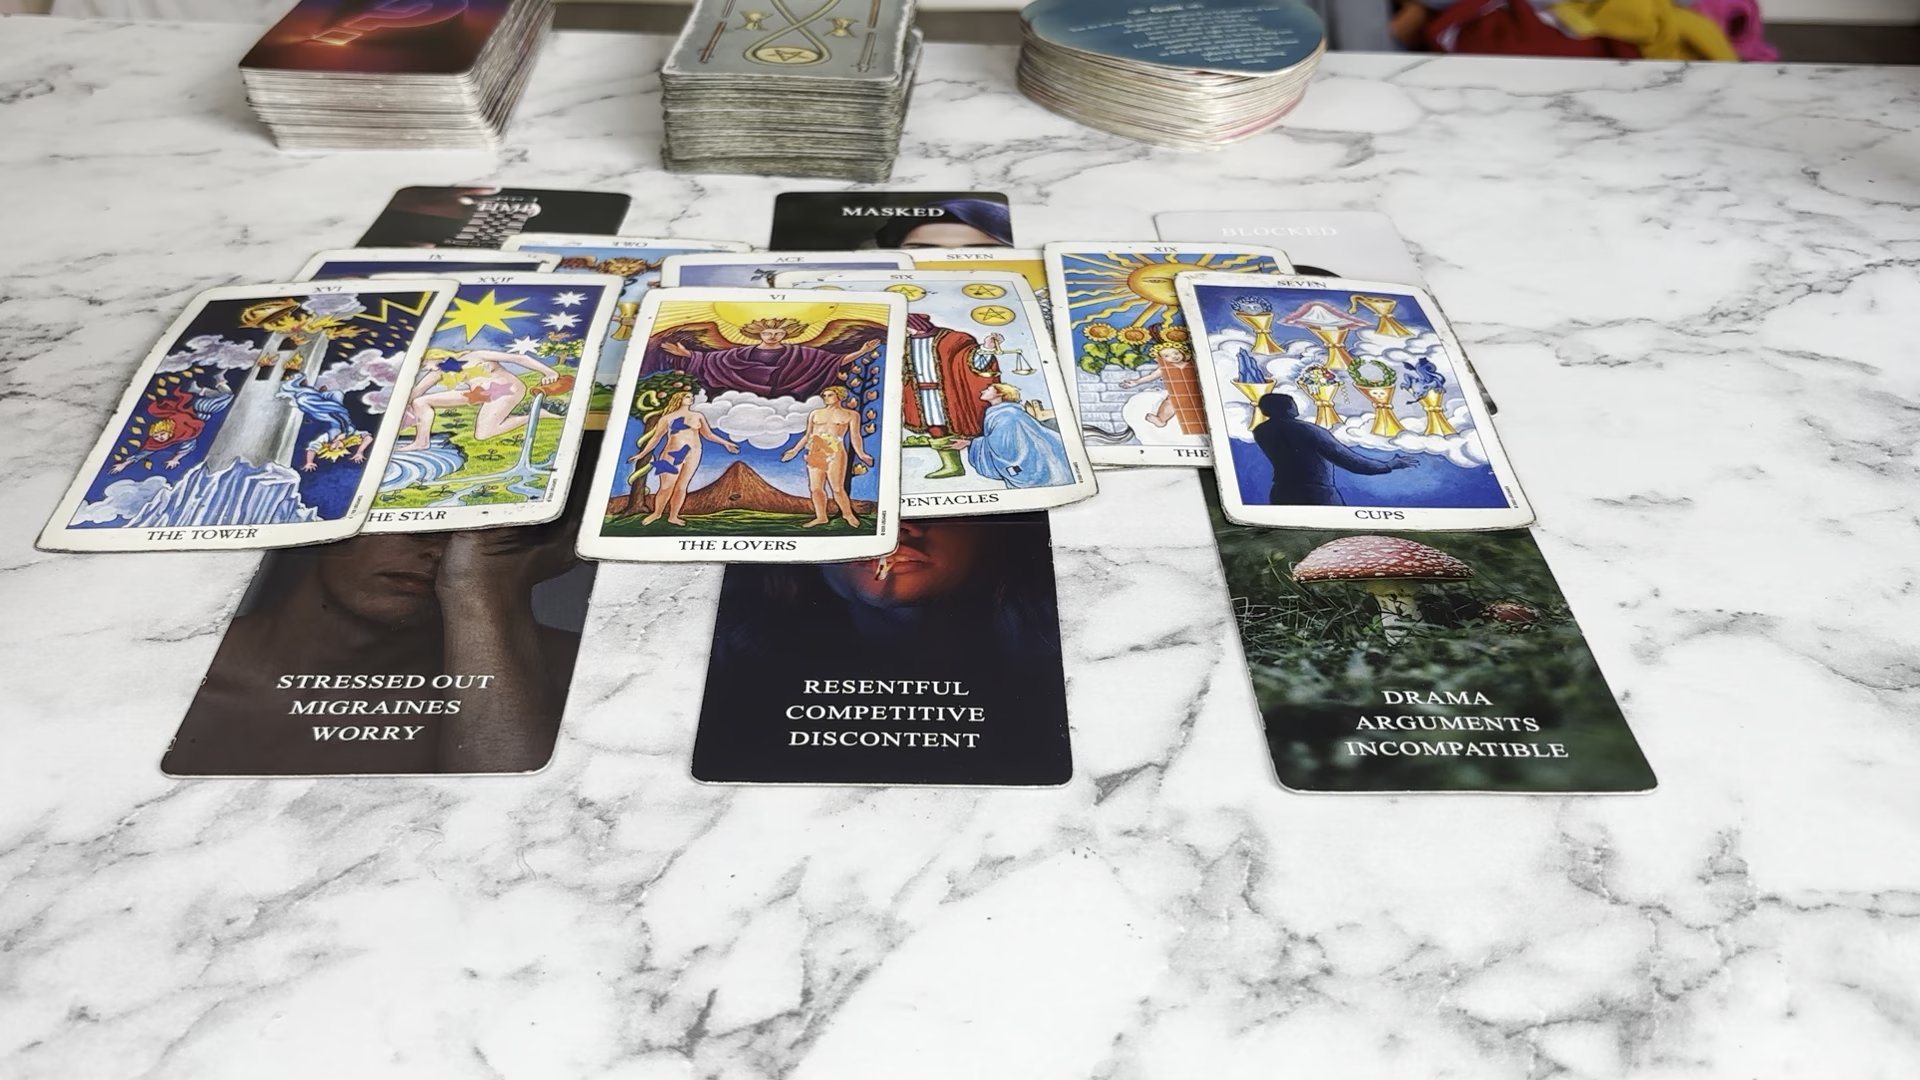 MASKED
BLOCKED
TWO
IX
ACE
SEVEN
XIX
XVI
XVII
VI
SIX
SEVEN
THE TOWER
HE STAR
THE LOVERS
PENTACLES
THE
CUPS
STRESSED OUT
MIGRAINES
WORRY
RESENTFUL
COMPETITIVE
DISCONTENT
DRAMA
ARGUMENTS
INCOMPATIBLE